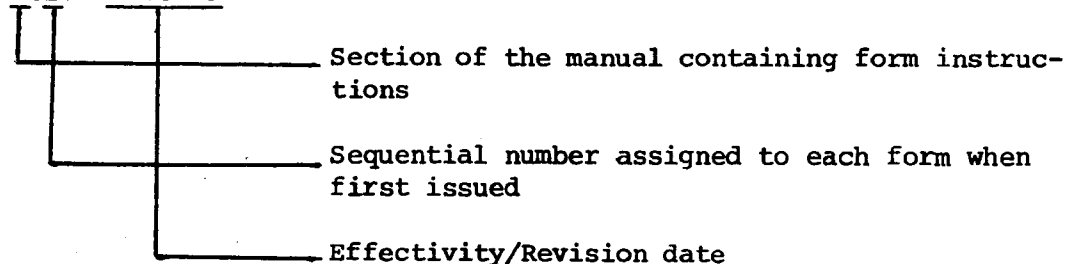 Section of the manual containing form instruc-
tions
Sequential number assigned to each form when
first issued
Effectivity/Revision date